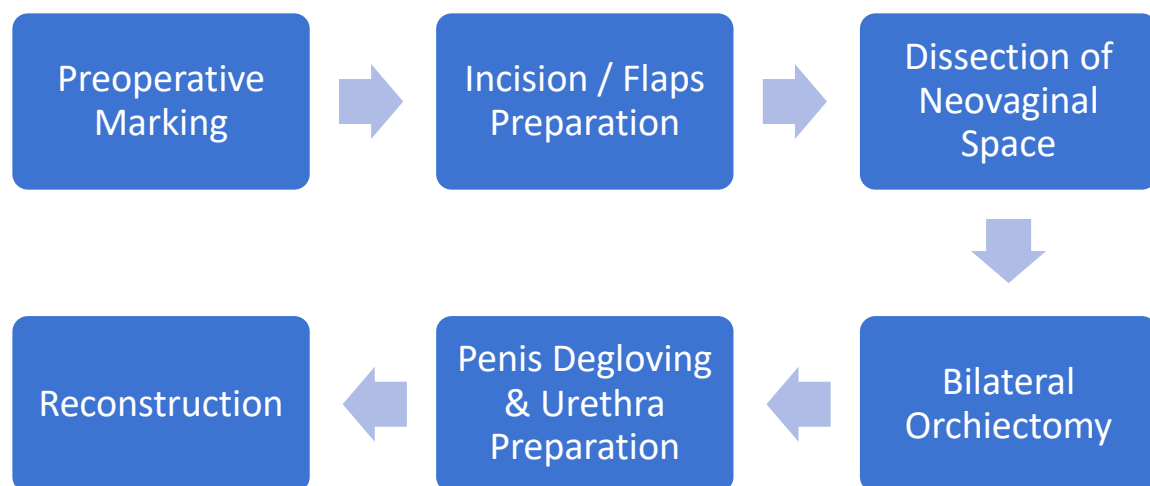 Preoperative
Marking
Incision / Flaps
Preparation
Dissection of
Neovaginal
Space
Bilateral
Orchiectomy
Penis Degloving
& Urethra
Preparation
Reconstruction